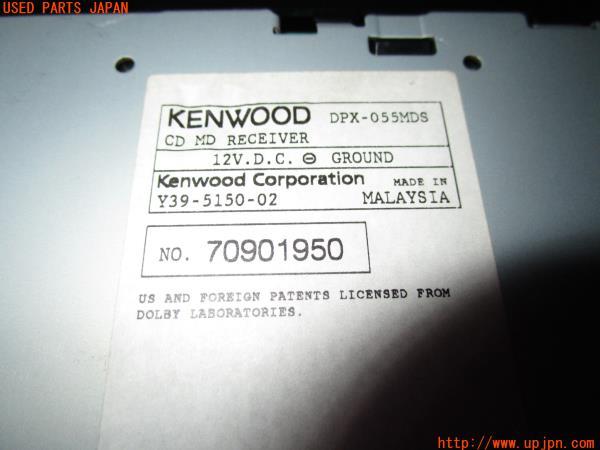 USED PARTS JAPAN
KENWOOD DPX-055MDS
CD MD RECEIVER
12V.D.C. ⊖ GROUND
Kenwood Corporation MADE IN
Y39-5150-02 MALAYSIA
NO. 70901950
US AND FOREIGN PATENTS LICENSED FROM
DOLBY LABORATORIES.
UPJ
http://www.upjpn.com/